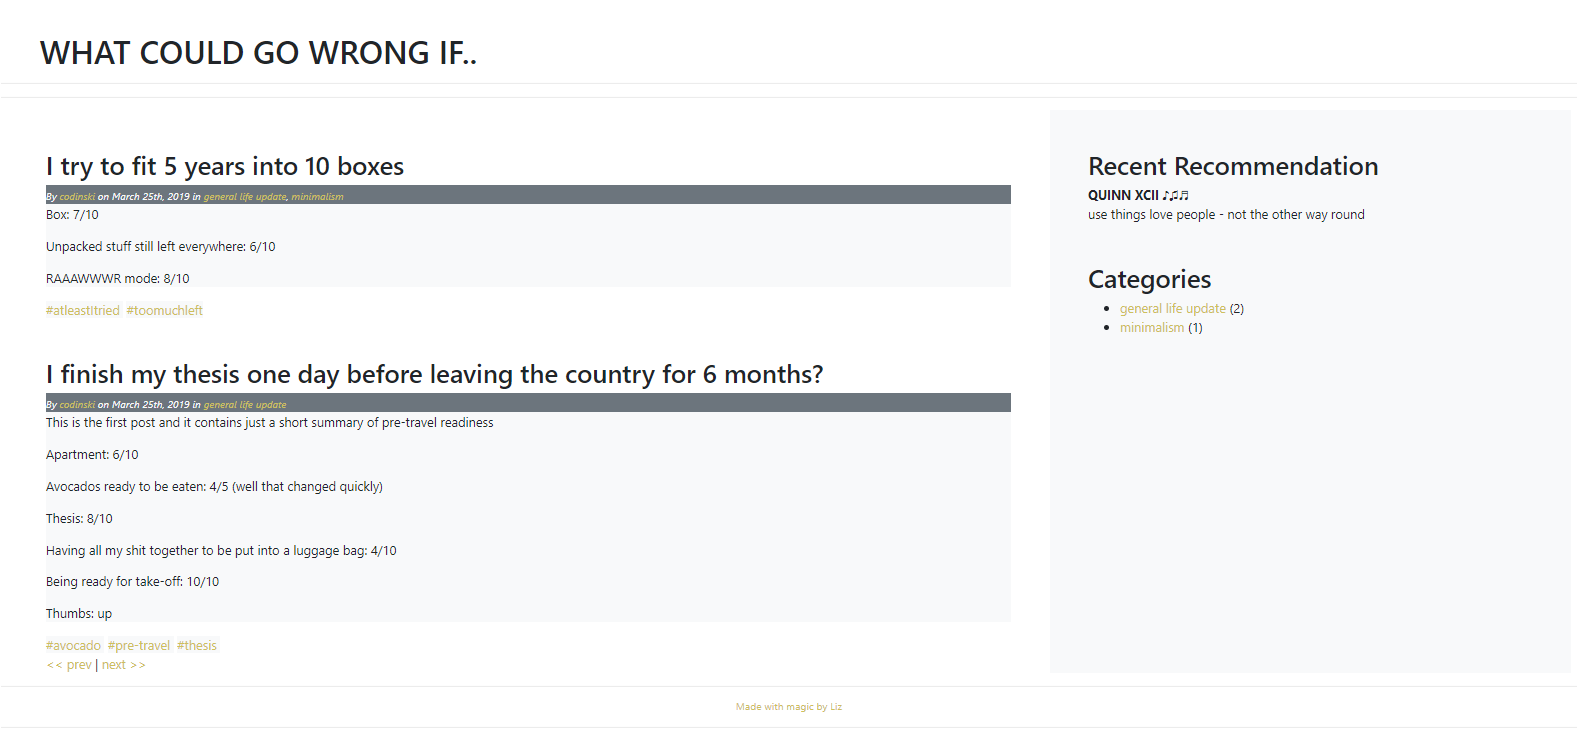 WHAT COULD GO WRONG IF..
I try to fit 5 years into 10 boxes
By codinski on March 25th, 2019 in general life update, minimalism
Box: 7/10
Unpacked stuff still left everywhere: 6/10
RAAAWWWR mode: 8/10
#atleastItried #toomuchleft
I finish my thesis one day before leaving the country for 6 months?
By codinski on March 25th, 2019 in general life update
This is the first post and it contains just a short summary of pre-travel readiness
Apartment: 6/10
Avocados ready to be eaten: 4/5 (well that changed quickly)
Thesis: 8/10
Having all my shit together to be put into a luggage bag: 4/10
Being ready for take-off: 10/10
Thumbs: up
#avocado #pre-travel #thesis
<< prev | next >>
Recent Recommendation
QUINN XCII ♪♫♬
use things love people - not the other way round
Categories
general life update (2)
minimalism (1)
Made with magic by Liz